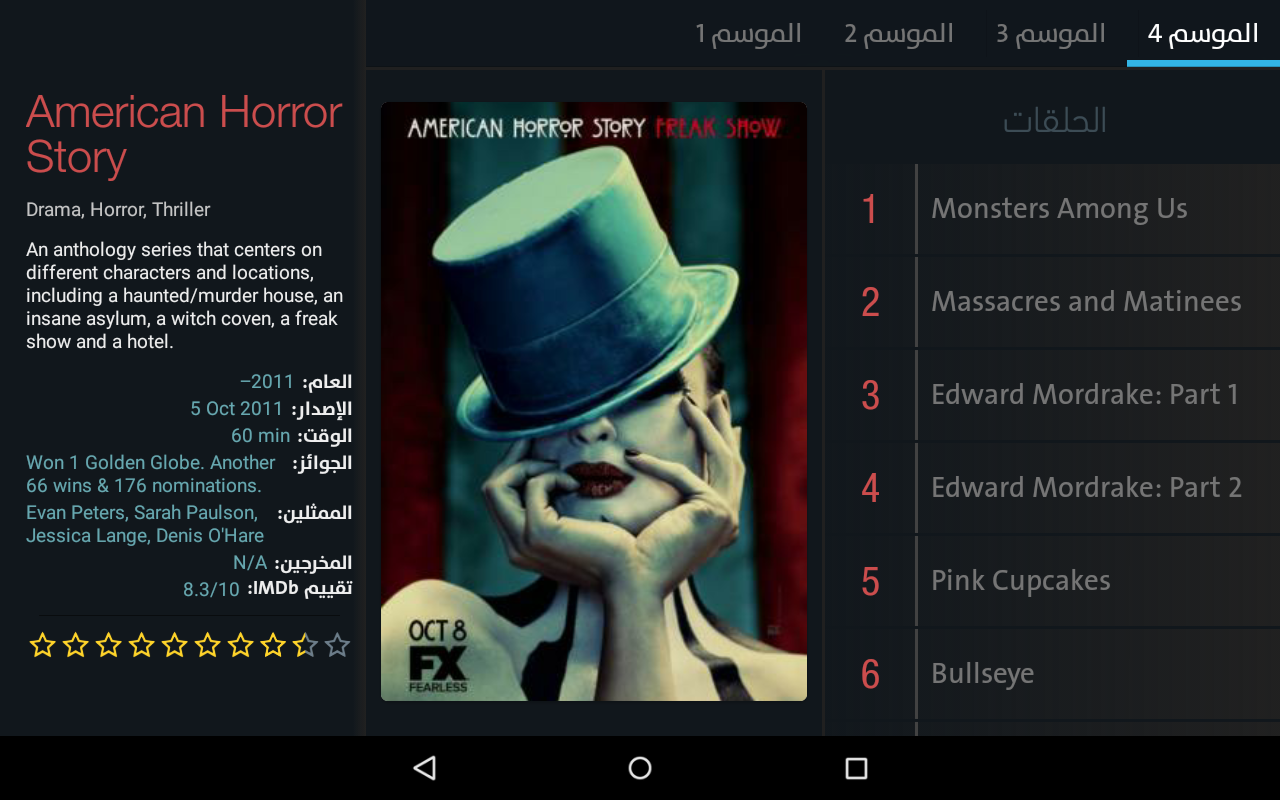 الموسم 4
الموسم 3
الموسم 2
الموسم 1
American Horror
Story
Drama, Horror, Thriller
An anthology series that centers on
different characters and locations,
including a haunted/murder house, an
insane asylum, a witch coven, a freak
show and a hotel.
العام: 2011–
الإصدار: 5 Oct 2011
الوقت: 60 min
الجوائز: Won 1 Golden Globe. Another
66 wins & 176 nominations.
الممثلين: Evan Peters, Sarah Paulson,
Jessica Lange, Denis O'Hare
المخرجين: N/A
تقييم IMDb: 8.3/10
AMERICAN HORROR STORY FREAK SHOW
OCT 8
FX
FEARLESS
الحلقات
1 Monsters Among Us
2 Massacres and Matinees
3 Edward Mordrake: Part 1
4 Edward Mordrake: Part 2
5 Pink Cupcakes
6 Bullseye